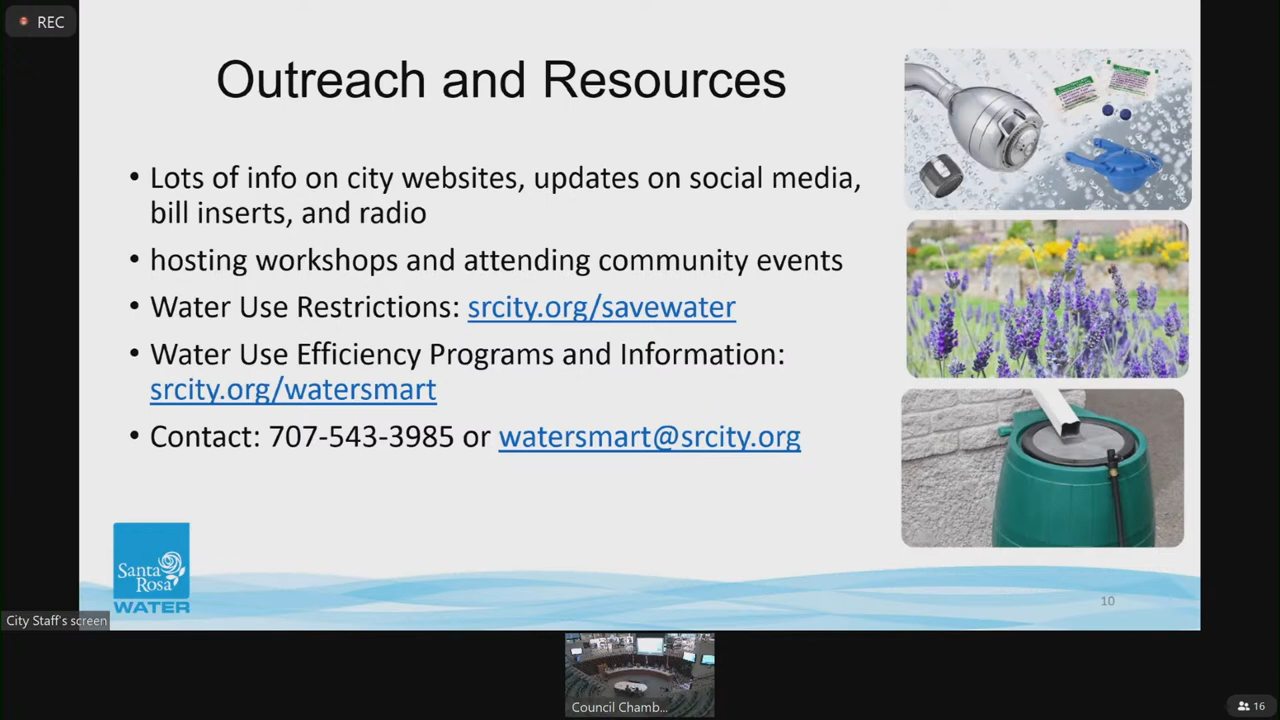 REC
Outreach and Resources
• Lots of info on city websites, updates on social media,
bill inserts, and radio
• hosting workshops and attending community events
• Water Use Restrictions: srcity.org/savewater
• Water Use Efficiency Programs and Information:
srcity.org/watersmart
• Contact: 707-543-3985 or watersmart@srcity.org
Santa
Rosa
WATER
10
City Staff's screen
Council Chamb...
16